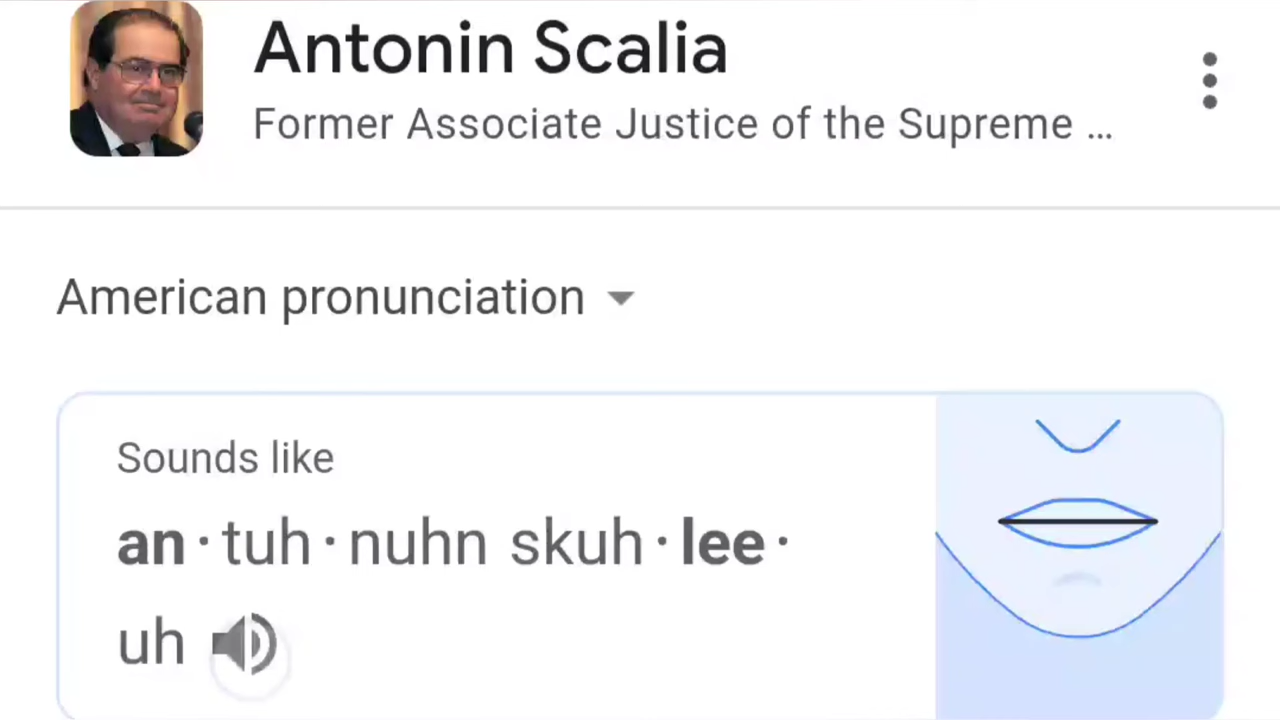 Antonin Scalia
Former Associate Justice of the Supreme ...
American pronunciation
Sounds like
an · tuh · nuhn skuh · lee ·
uh